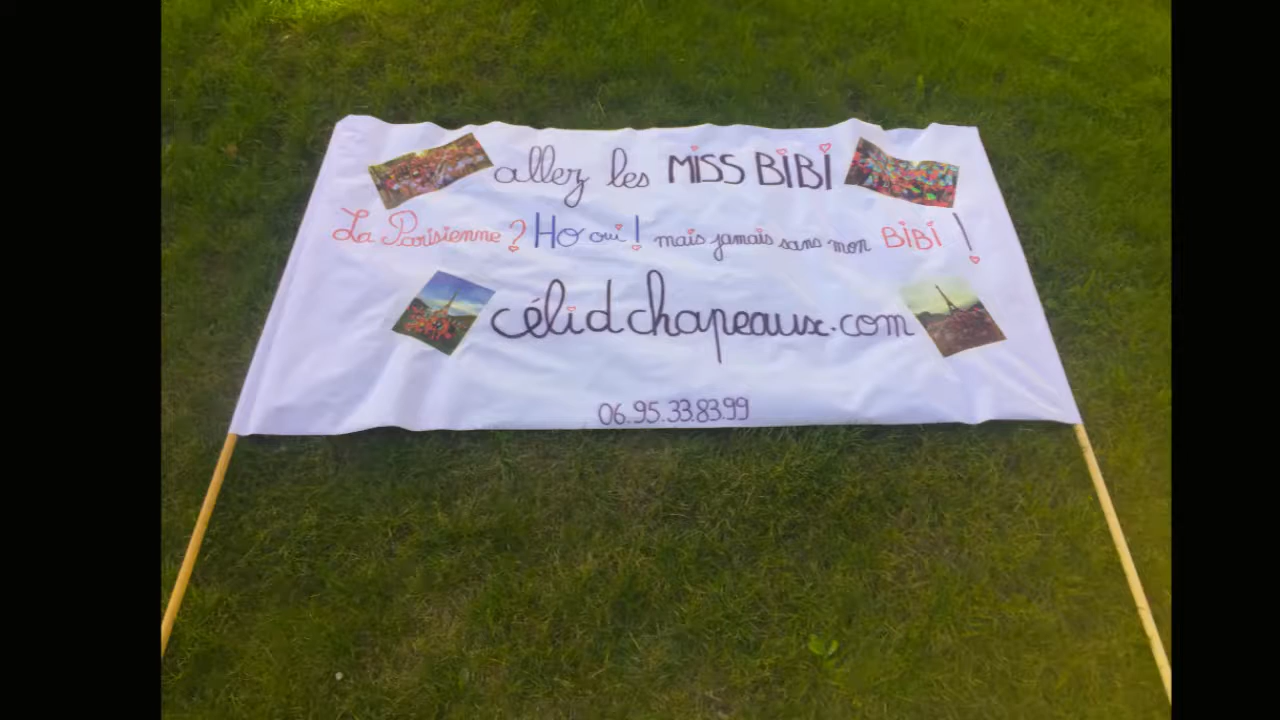 allez les MISS BIBI
La Parisienne ? Ho oui ! mais jamais sans mon BIBI !
célidchapeaux.com
06.95.33.83.99